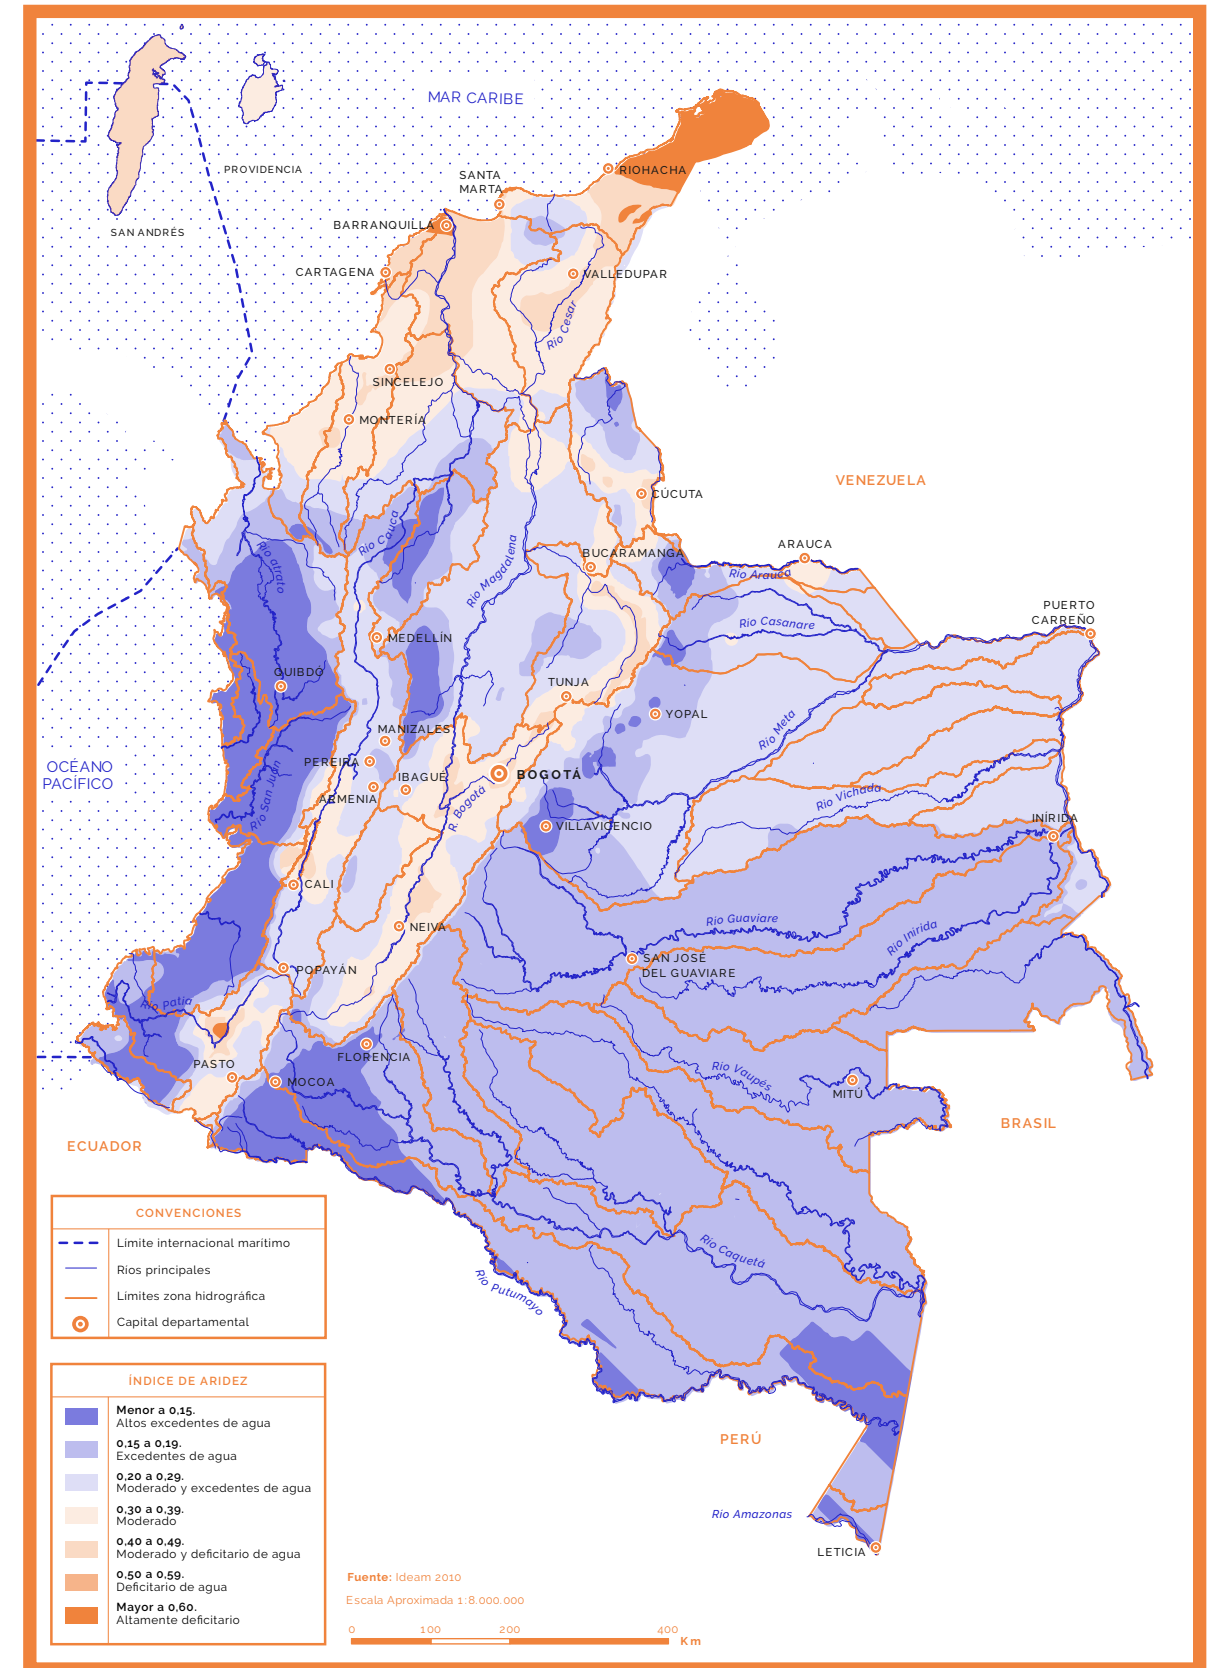 MAR CARIBE
PROVIDENCIA
SAN ANDRÉS
SANTA
MARTA
RIOHACHA
BARRANQUILLA
CARTAGENA
VALLEDUPAR
Río Cesar
SINCELEJO
MONTERÍA
VENEZUELA
CÚCUTA
Río Cauca
Río atrato
Río Magdalena
BUCARAMANGA
ARAUCA
Río Arauca
PUERTO
CARREÑO
Río Casanare
MEDELLÍN
QUIBDÓ
TUNJA
YOPAL
Río Meta
MANIZALES
OCÉANO
PACÍFICO
PEREIRA
IBAGUÉ
BOGOTÁ
ARMENIA
Río San Juan
R. Bogotá
Río Vichada
INÍRIDA
VILLAVICENCIO
CALI
NEIVA
Río Guaviare
Río Inirida
SAN JOSÉ
DEL GUAVIARE
POPAYÁN
Río Patía
FLORENCIA
PASTO
MOCOA
Río Vaupés
MITÚ
BRASIL
ECUADOR
Río Caquetá
Río Putumayo
CONVENCIONES
Límite internacional marítimo
Ríos principales
Límites zona hidrográfica
Capital departamental
ÍNDICE DE ARIDEZ
Menor a 0,15.
Altos excedentes de agua
0,15 a 0,19.
Excedentes de agua
0,20 a 0,29.
Moderado y excedentes de agua
0,30 a 0,39.
Moderado
0,40 a 0,49.
Moderado y deficitario de agua
0,50 a 0,59.
Deficitario de agua
Mayor a 0,60.
Altamente deficitario
PERÚ
Río Amazonas
LETICIA
Fuente: Ideam 2010
Escala Aproximada 1:8.000.000
0 100 200 400
Km